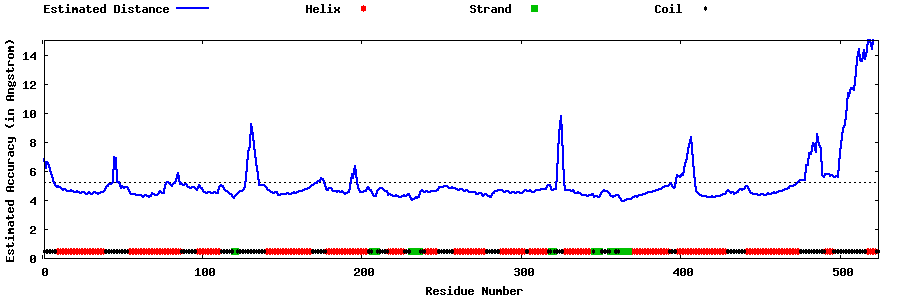 Estimated Distance Helix Strand Coil
Estimated Accuracy (in Angstrom)
14
12
10
8
6
4
2
0
0 100 200 300 400 500
Residue Number